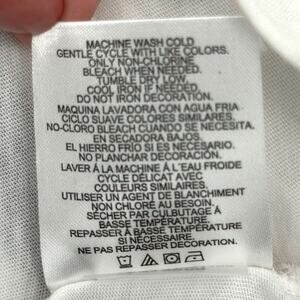 MACHINE WASH COLD
GENTLE CYCLE WITH LIKE COLORS.
ONLY NON-CHLORINE
BLEACH WHEN NEEDED.
TUMBLE DRY LOW.
COOL IRON IF NEEDED.
DO NOT IRON DECORATION.
MAQUINA LAVADORA CON AGUA FRIA
CICLO SUAVE COLORES SIMILARES.
NO-CLORO BLEACH CUANDO SE NECESITA.
EN SECADORA BAJOS.
EL HIERRO FRÍO SI ES NECESARIO.
NO PLANCHAR DECORACIÓN.
LAVER Á LA MACHINE Á L'EAU FROIDE
CYCLE DÉLICAT AVEC
COULEURS SIMILAIRES.
UTILISER UN AGENT DE BLANCHIMENT
NON CHLORÉ AU BESOIN.
SÉCHER PAR CULBUTAGE Á
BASSE TEMPÉRATURE.
REPASSER Á BASSE TEMPÉRATURE
SI NÉCESSAIRE.
NE PAS REPASSER DECORATION.